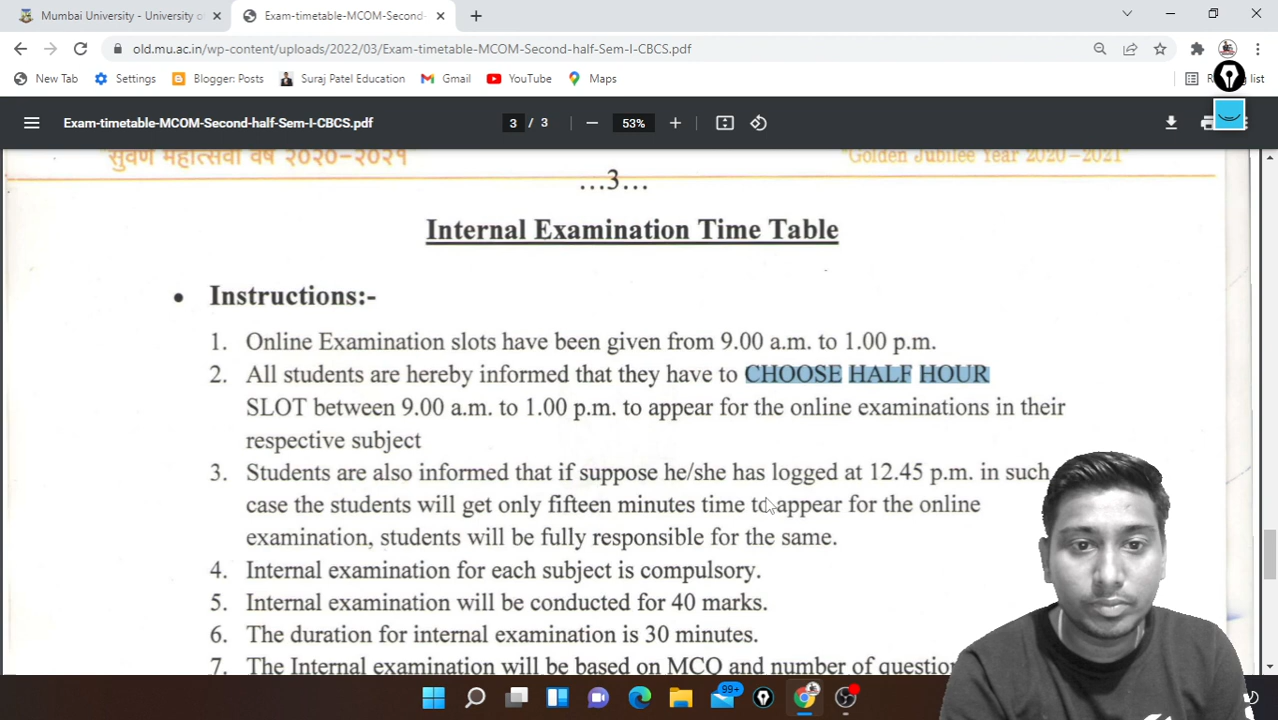 Mumbai University - University o
Exam-timetable-MCOM-Second-
old.mu.ac.in/wp-content/uploads/2022/03/Exam-timetable-MCOM-Second-half-Sem-I-CBCS.pdf
New Tab Settings Blogger: Posts Suraj Patel Education Gmail YouTube Maps list
Exam-timetable-MCOM-Second-half-Sem-I-CBCS.pdf 3 / 3 53%
"सुवर्ण महोत्सवी वर्ष २०२०-२०२१ "Golden Jubilee Year 2020-2021"
...3...
Internal Examination Time Table
• Instructions:-
1. Online Examination slots have been given from 9.00 a.m. to 1.00 p.m.
2. All students are hereby informed that they have to CHOOSE HALF HOUR
SLOT between 9.00 a.m. to 1.00 p.m. to appear for the online examinations in their
respective subject
3. Students are also informed that if suppose he/she has logged at 12.45 p.m. in such
case the students will get only fifteen minutes time to appear for the online
examination, students will be fully responsible for the same.
4. Internal examination for each subject is compulsory.
5. Internal examination will be conducted for 40 marks.
6. The duration for internal examination is 30 minutes.
7. The Internal examination will be based on MCQ and number of question
99+